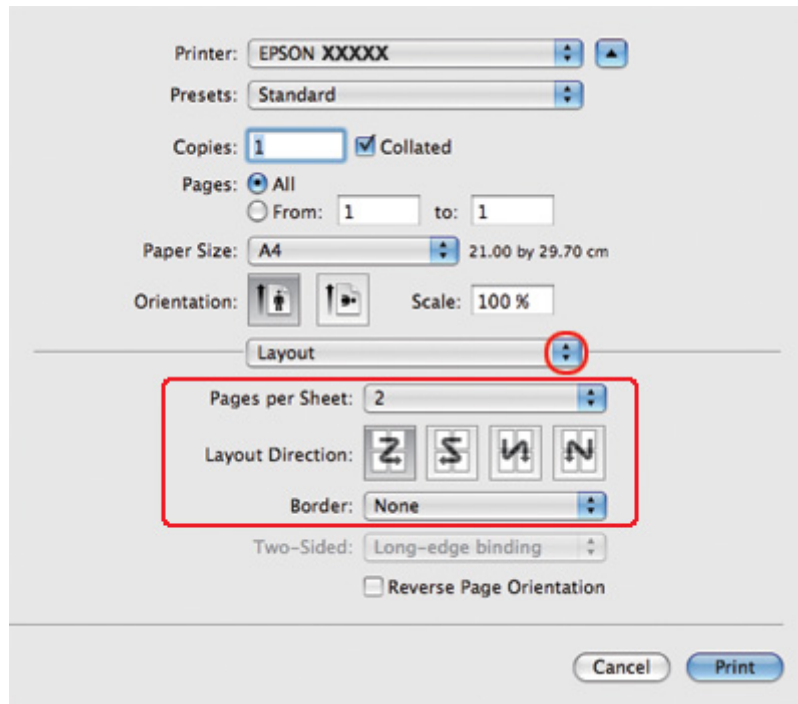 Printer: EPSON XXXXX
Presets: Standard
Copies: 1 Collated
Pages: All
From: 1 to: 1
Paper Size: A4 21.00 by 29.70 cm
Orientation: Scale: 100 %
Layout
Pages per Sheet: 2
Layout Direction:
Border: None
Two-Sided: Long-edge binding
Reverse Page Orientation
Cancel Print